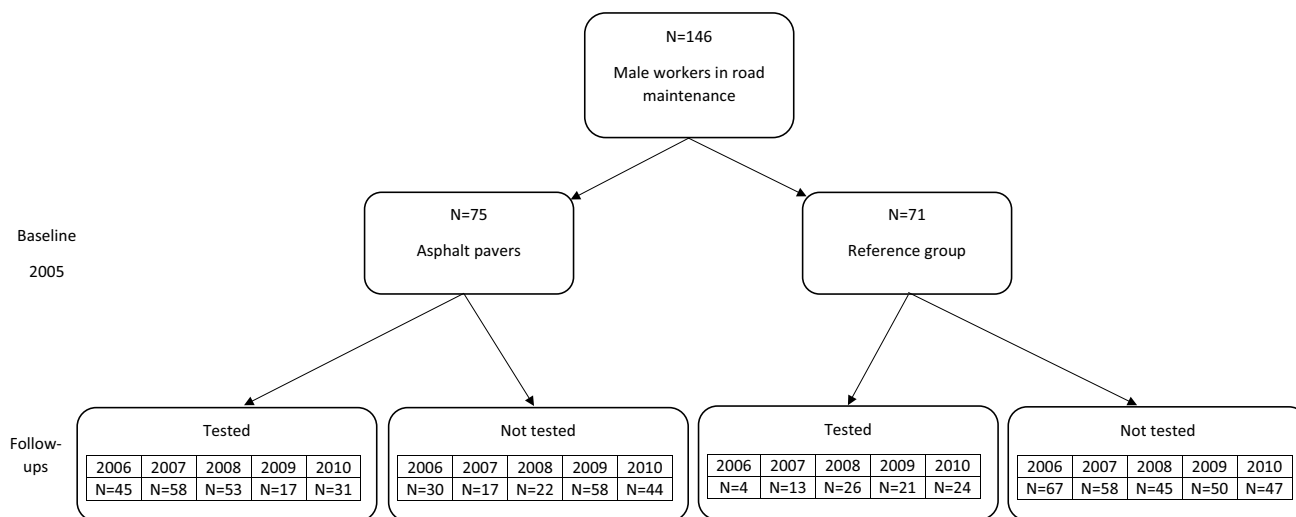 N=146
Male workers in road
maintenance
Baseline
2005
N=75
Asphalt pavers
N=71
Reference group
Follow-
ups
Tested
2006 2007 2008 2009 2010
N=45 N=58 N=53 N=17 N=31
Not tested
2006 2007 2008 2009 2010
N=30 N=17 N=22 N=58 N=44
Tested
2006 2007 2008 2009 2010
N=4 N=13 N=26 N=21 N=24
Not tested
2006 2007 2008 2009 2010
N=67 N=58 N=45 N=50 N=47